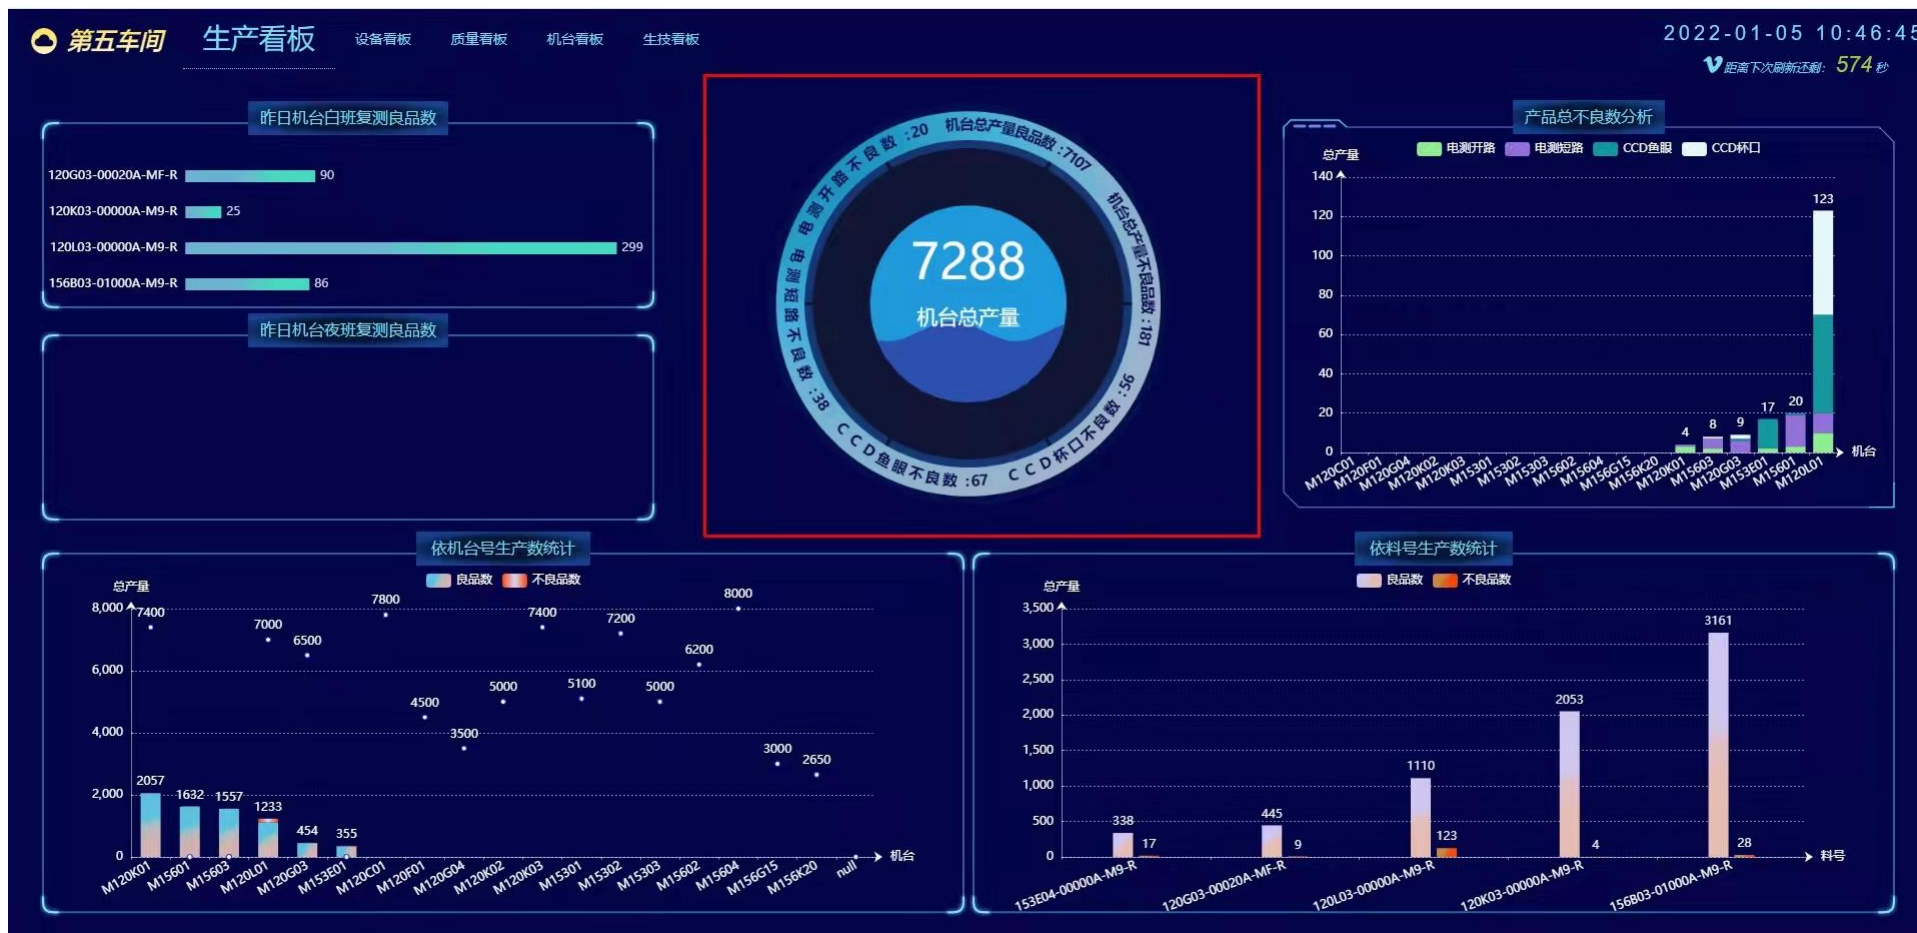 第五车间 生产看板 设备看板 质量看板 机台看板 生技看板
2022-01-05 10:46:45
距离下次刷新还剩： 574 秒
昨日机台白班复测良品数
120G03-00020A-MF-R 90
120K03-00000A-M9-R 25
120L03-00000A-M9-R 299
156B03-01000A-M9-R 86
昨日机台夜班复测良品数
机台总产量良品数 :7107
机台总产量不良品数 :181
CCD杯口不良数 :56
CCD鱼眼不良数 :67
电测短路不良数 :38
电测开路不良数 :20
7288
机台总产量
产品总不良数分析
总产量
电测开路 电测短路 CCD鱼眼 CCD杯口
140
120
100
80
60
40
20
0
4 8 9 17 20 123
M120C01 M120F01 M120G04 M120K02 M120K03 M15301 M15302 M15303 M15602 M15604 M156G15 M156K20 M120K01 M15603 M120G03 M153E01 M15601 M120L01
机台
依机台号生产数统计
良品数 不良品数
总产量
8,000
6,000
4,000
2,000
0
7400 7000 6500 7800 4500 3500 5000 7400 5100 7200 5000 6200 8000 3000 2650
2057 1632 1557 1233 454 355
M120K01 M15601 M15603 M120L01 M120G03 M153E01 M120C01 M120F01 M120G04 M120K02 M120K03 M15301 M15302 M15303 M15602 M15604 M156G15 M156K20 null
机台
依料号生产数统计
良品数 不良品数
总产量
3,500
3,000
2,500
2,000
1,500
1,000
500
0
338 17 445 9 1110 123 2053 4 3161 28
153E04-00000A-M9-R 120G03-00020A-MF-R 120L03-00000A-M9-R 120K03-00000A-M9-R 156B03-01000A-M9-R
料号